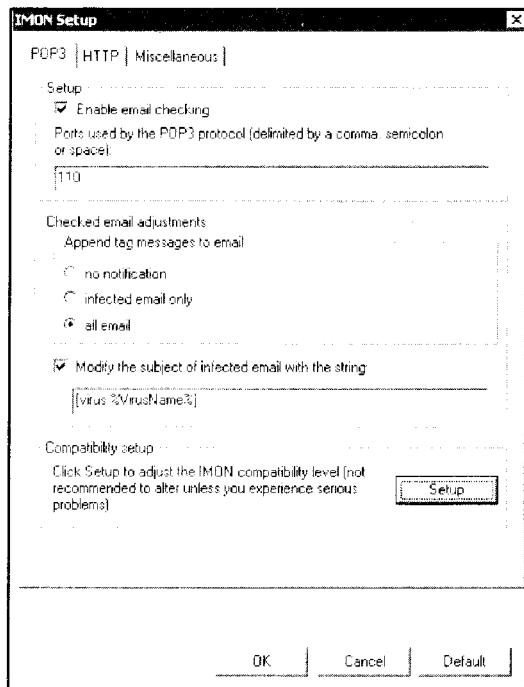 IMON Setup
POP3 HTTP Miscellaneous
Setup
Enable email checking
Ports used by the POP3 protocol (delimited by a comma, semicolon
or space):
110
Checked email adjustments
Append tag messages to email
no notification
infected email only
all email
Modify the subject of infected email with the string:
[virus %VirusName%]
Compatibility setup
Click Setup to adjust the IMON compatibility level (not
recommended to alter unless you experience serious
problems)
Setup
OK Cancel Default